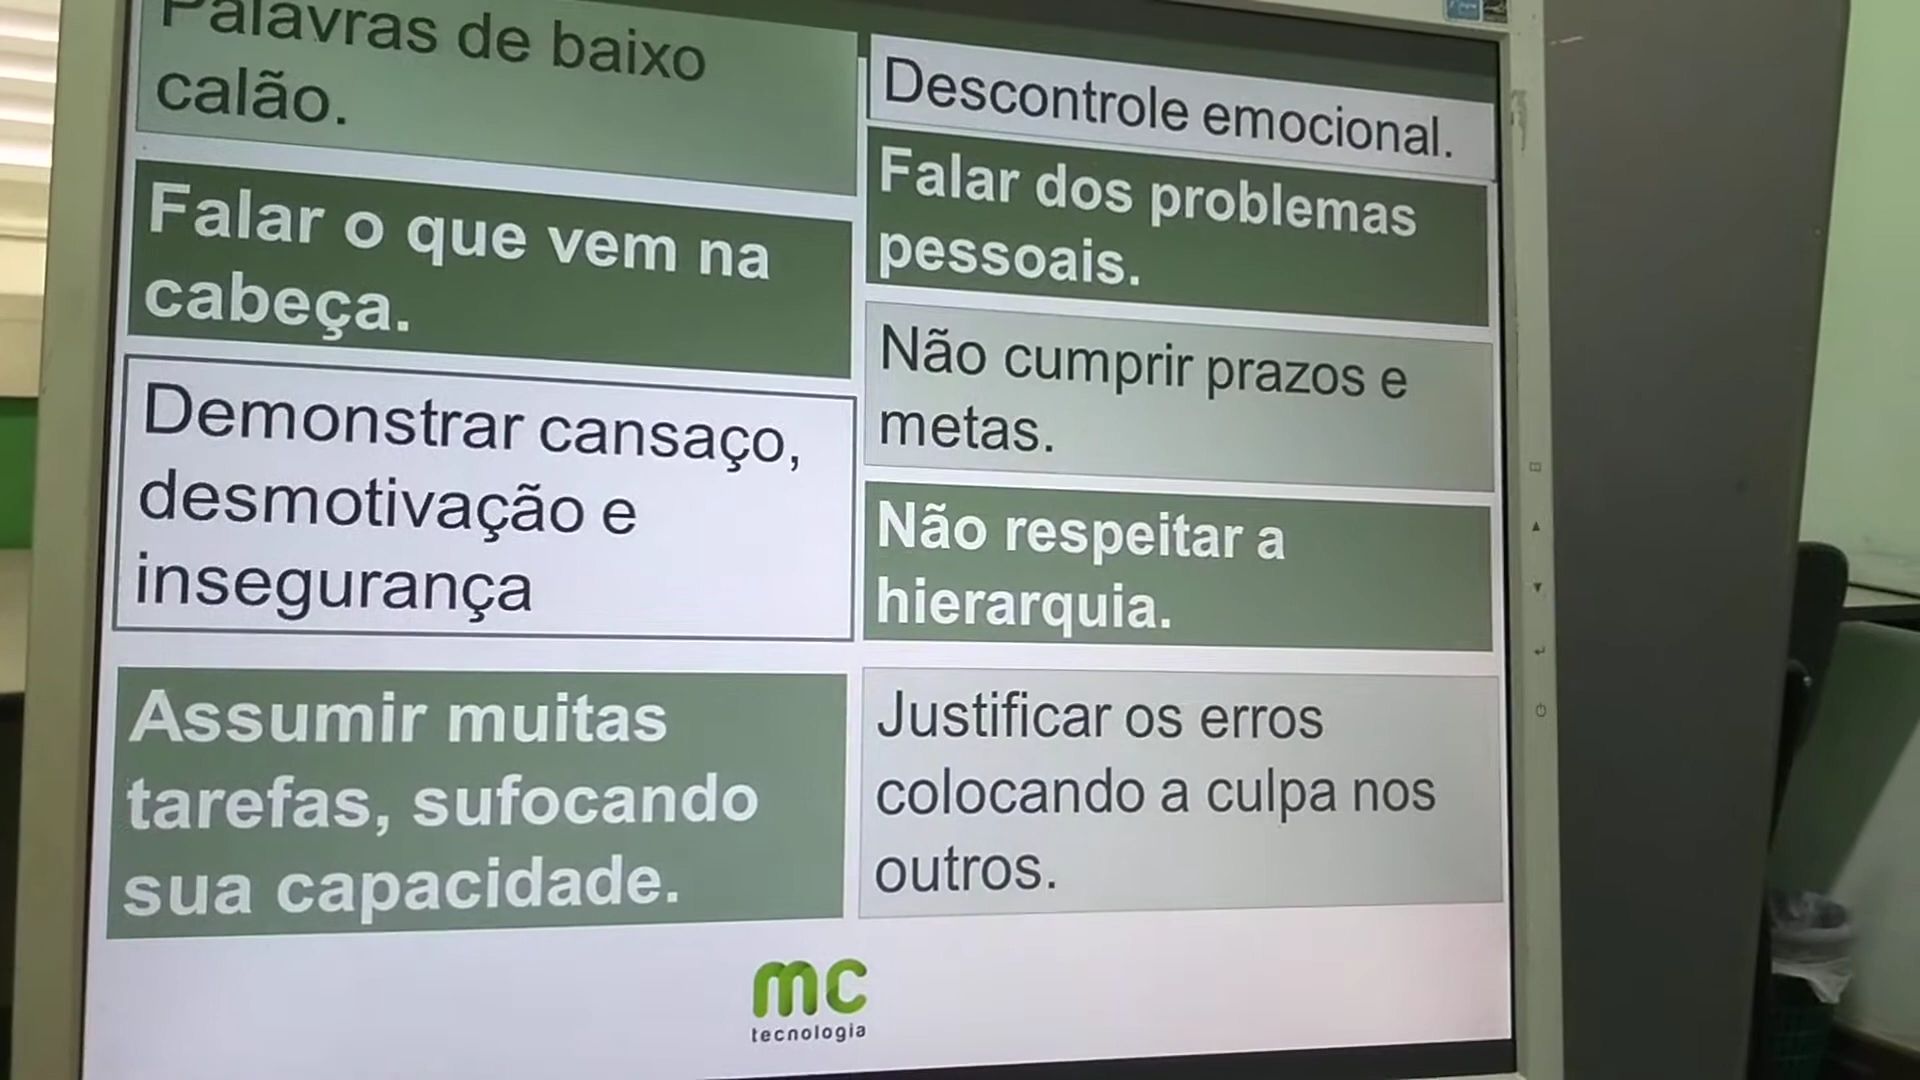 Palavras de baixo
calão.
Falar o que vem na
cabeça.
Demonstrar cansaço,
desmotivação e
insegurança
Assumir muitas
tarefas, sufocando
sua capacidade.
Descontrole emocional.
Falar dos problemas
pessoais.
Não cumprir prazos e
metas.
Não respeitar a
hierarquia.
Justificar os erros
colocando a culpa nos
outros.
mc
tecnologia